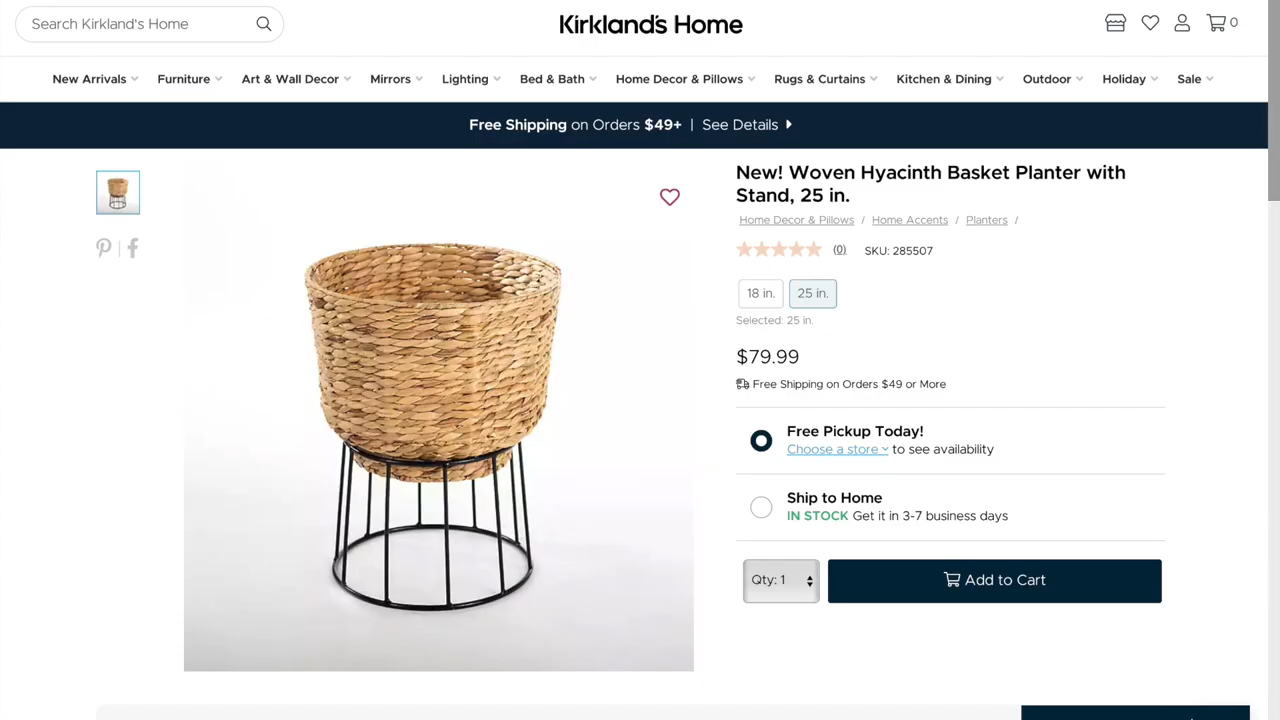 Search Kirkland's Home
Kirkland's Home
0
New Arrivals Furniture Art & Wall Decor Mirrors Lighting Bed & Bath Home Decor & Pillows Rugs & Curtains Kitchen & Dining Outdoor Holiday Sale
Free Shipping on Orders $49+ | See Details
New! Woven Hyacinth Basket Planter with
Stand, 25 in.
Home Decor & Pillows / Home Accents / Planters /
(0) SKU: 285507
18 in. 25 in.
Selected: 25 in.
$79.99
Free Shipping on Orders $49 or More
Free Pickup Today!
Choose a store to see availability
Ship to Home
IN STOCK Get it in 3-7 business days
Qty: 1 Add to Cart